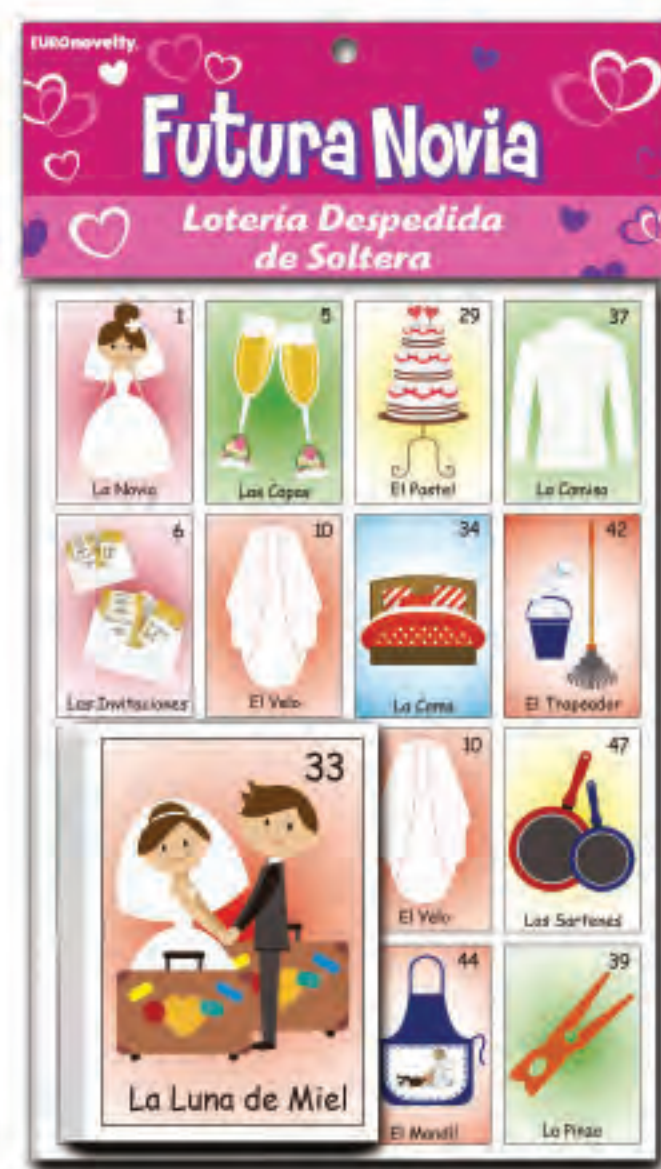 EUROnovelty.
Futura Novia
Lotería Despedida
de Soltera
1
La Novia
5
Las Copas
29
El Pastel
37
La Camisa
6
Las Invitaciones
10
El Velo
34
La Cama
42
El Trapeador
33
La Luna de Miel
10
El Velo
47
Los Sartenes
44
El Mandil
39
La Pinza